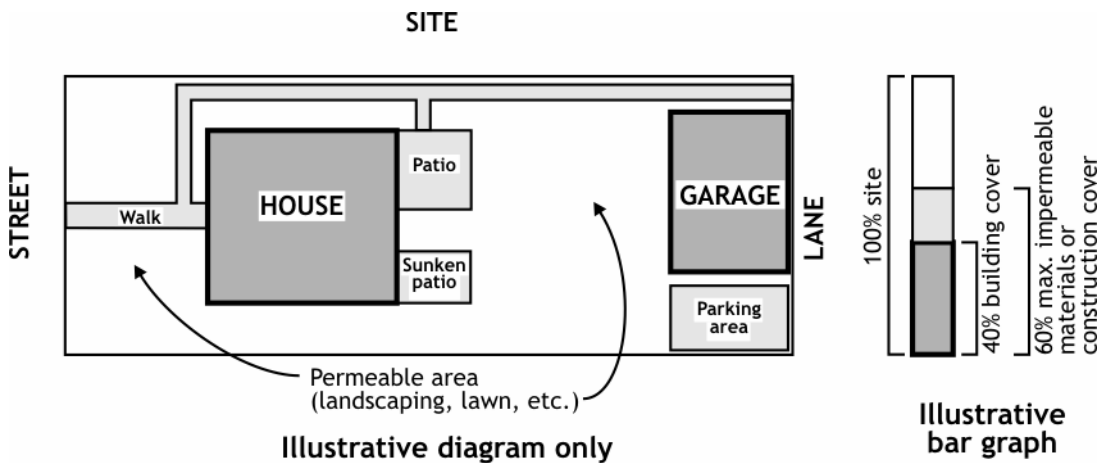 SITE
STREET
Walk
HOUSE
Patio
Sunken
patio
GARAGE
Parking
area
LANE
Permeable area
(landscaping, lawn, etc.)
Illustrative diagram only
100% site
40% building cover
60% max. impermeable
materials or
construction cover
Illustrative
bar graph